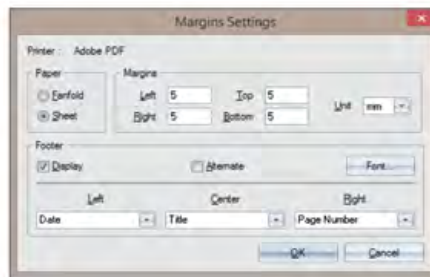 Margins Settings
Printer : Adobe PDF
Paper
Fanfold
Sheet
Margins
Left 5 Top 5
Right 5 Bottom 5
Unit mm
Footer
Display Alternate Font...
Left Center Right
Date Title Page Number
OK Cancel